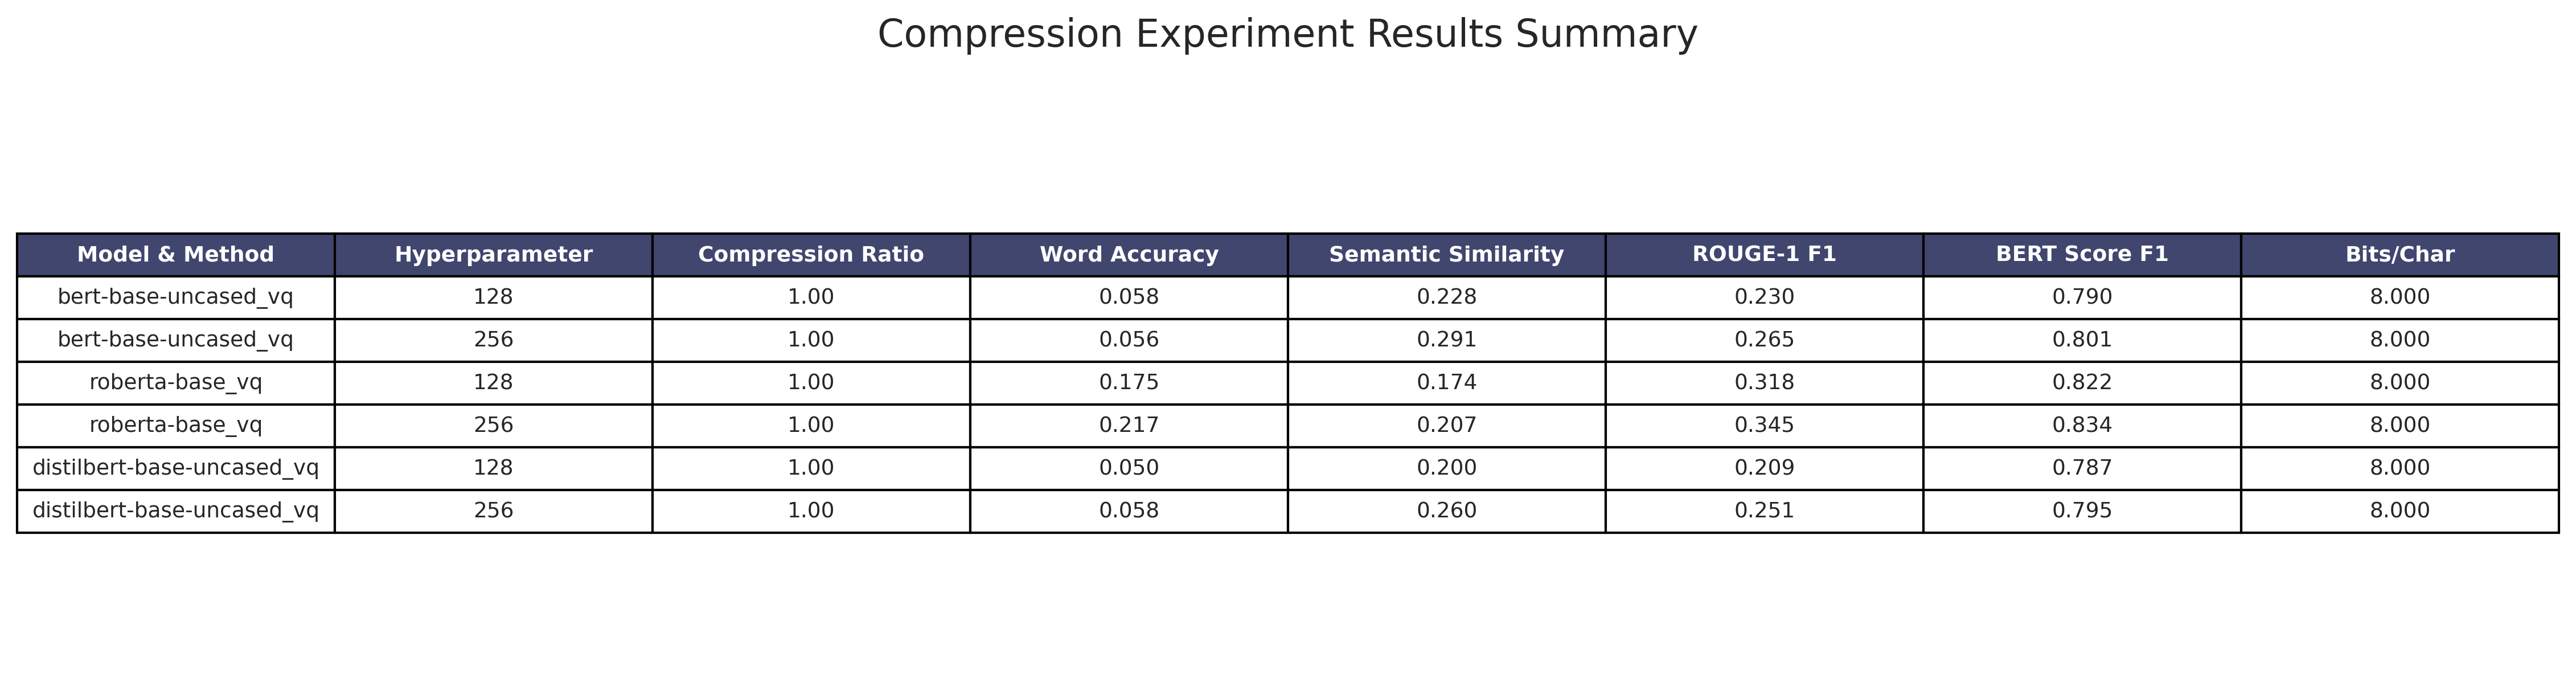 Compression Experiment Results Summary
Model & Method Hyperparameter Compression Ratio Word Accuracy Semantic Similarity ROUGE-1 F1 BERT Score F1 Bits/Char
bert-base-uncased_vq 128 1.00 0.058 0.228 0.230 0.790 8.000
bert-base-uncased_vq 256 1.00 0.056 0.291 0.265 0.801 8.000
roberta-base_vq 128 1.00 0.175 0.174 0.318 0.822 8.000
roberta-base_vq 256 1.00 0.217 0.207 0.345 0.834 8.000
distilbert-base-uncased_vq 128 1.00 0.050 0.200 0.209 0.787 8.000
distilbert-base-uncased_vq 256 1.00 0.058 0.260 0.251 0.795 8.000